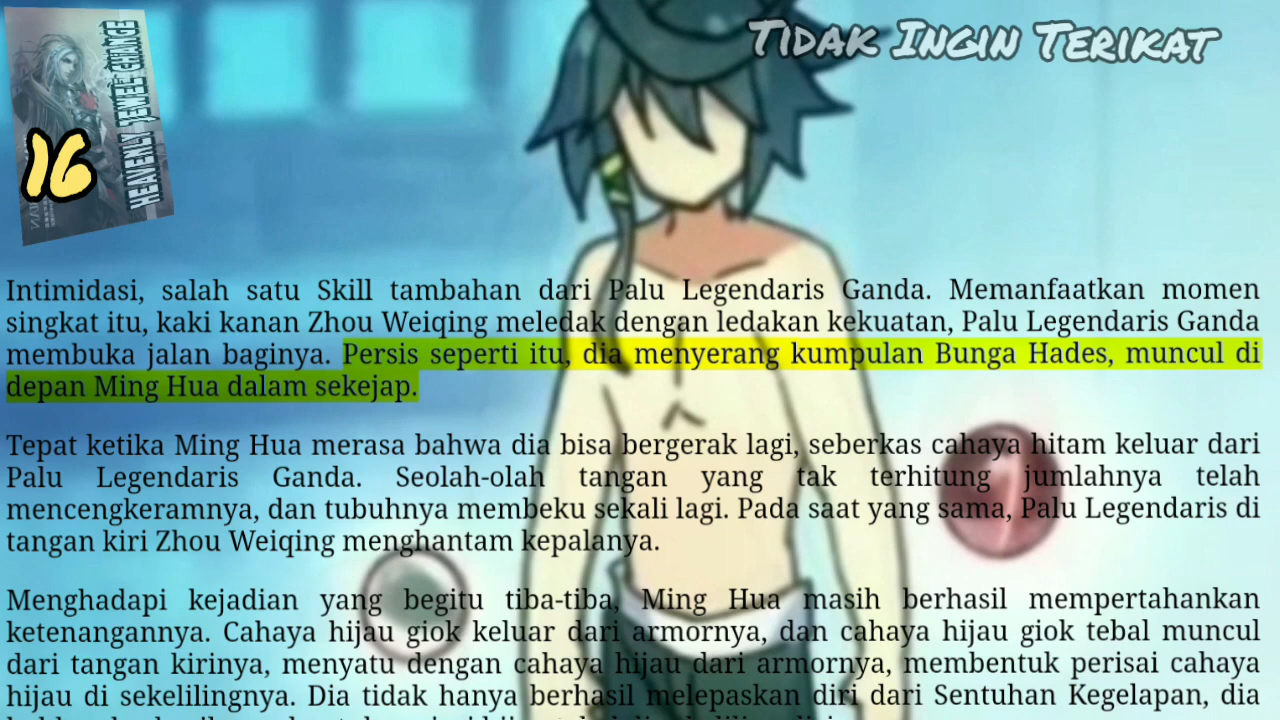 Tidak Ingin Terikat
HEAVENLY JEWEL CHANGE
16
Intimidasi, salah satu Skill tambahan dari Palu Legendaris Ganda. Memanfaatkan momen
singkat itu, kaki kanan Zhou Weiqing meledak dengan ledakan kekuatan, Palu Legendaris Ganda
membuka jalan baginya. Persis seperti itu, dia menyerang kumpulan Bunga Hades, muncul di
depan Ming Hua dalam sekejap.
Tepat ketika Ming Hua merasa bahwa dia bisa bergerak lagi, seberkas cahaya hitam keluar dari
Palu Legendaris Ganda. Seolah-olah tangan yang tak terhitung jumlahnya telah
mencengkeramnya, dan tubuhnya membeku sekali lagi. Pada saat yang sama, Palu Legendaris di
tangan kiri Zhou Weiqing menghantam kepalanya.
Menghadapi kejadian yang begitu tiba-tiba, Ming Hua masih berhasil mempertahankan
ketenangannya. Cahaya hijau giok keluar dari armornya, dan cahaya hijau giok tebal muncul
dari tangan kirinya, menyatu dengan cahaya hijau dari armornya, membentuk perisai cahaya
hijau di sekelilingnya. Dia tidak hanya berhasil melepaskan diri dari Sentuhan Kegelapan, dia